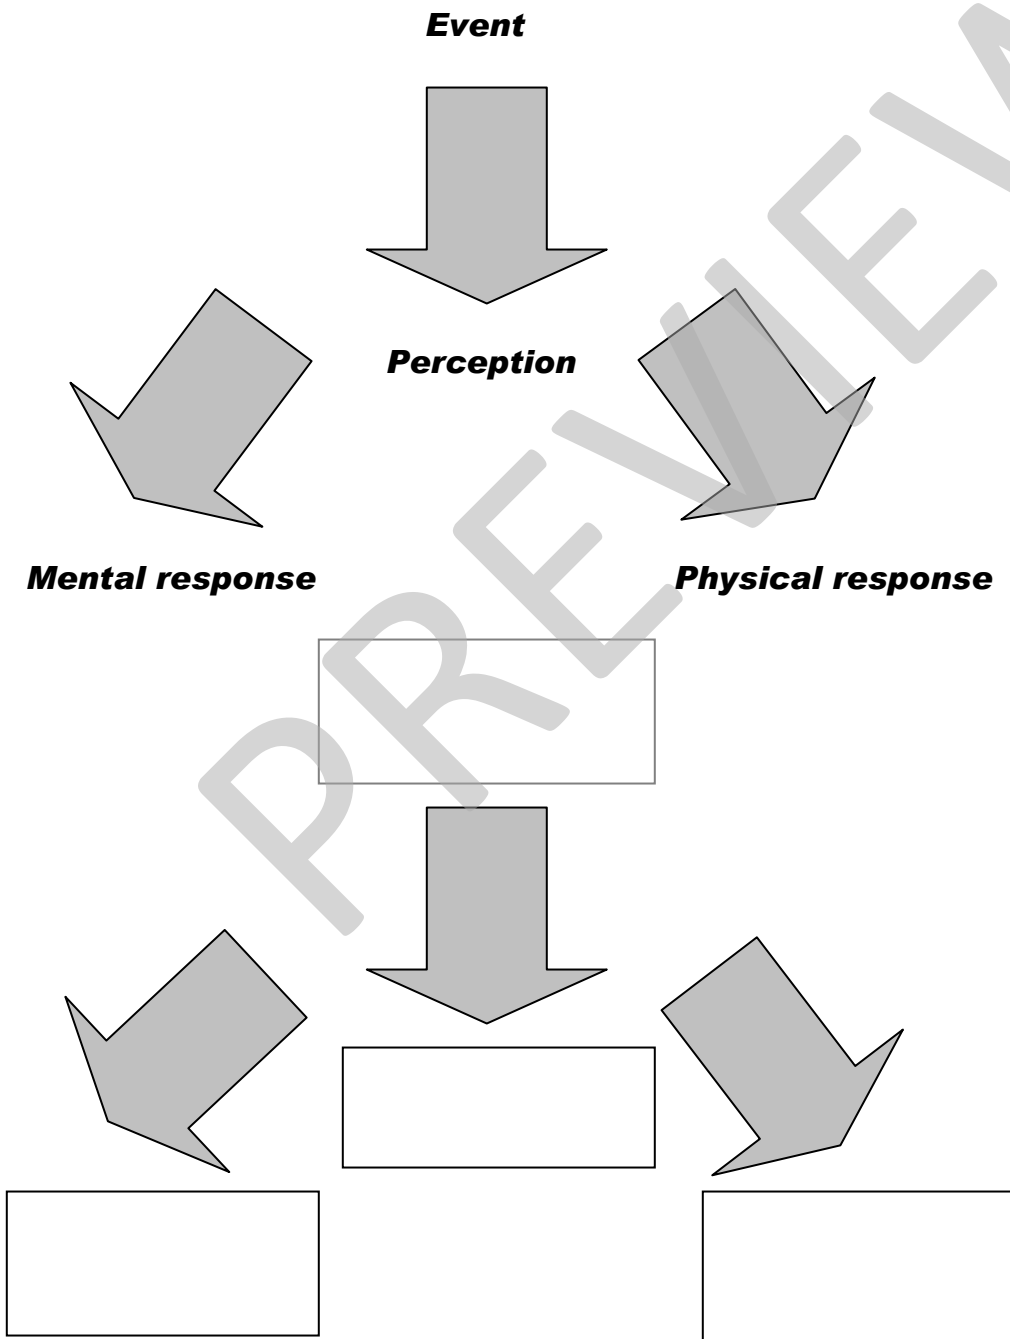 Event
Perception
Mental response
Physical response
PREVIEW